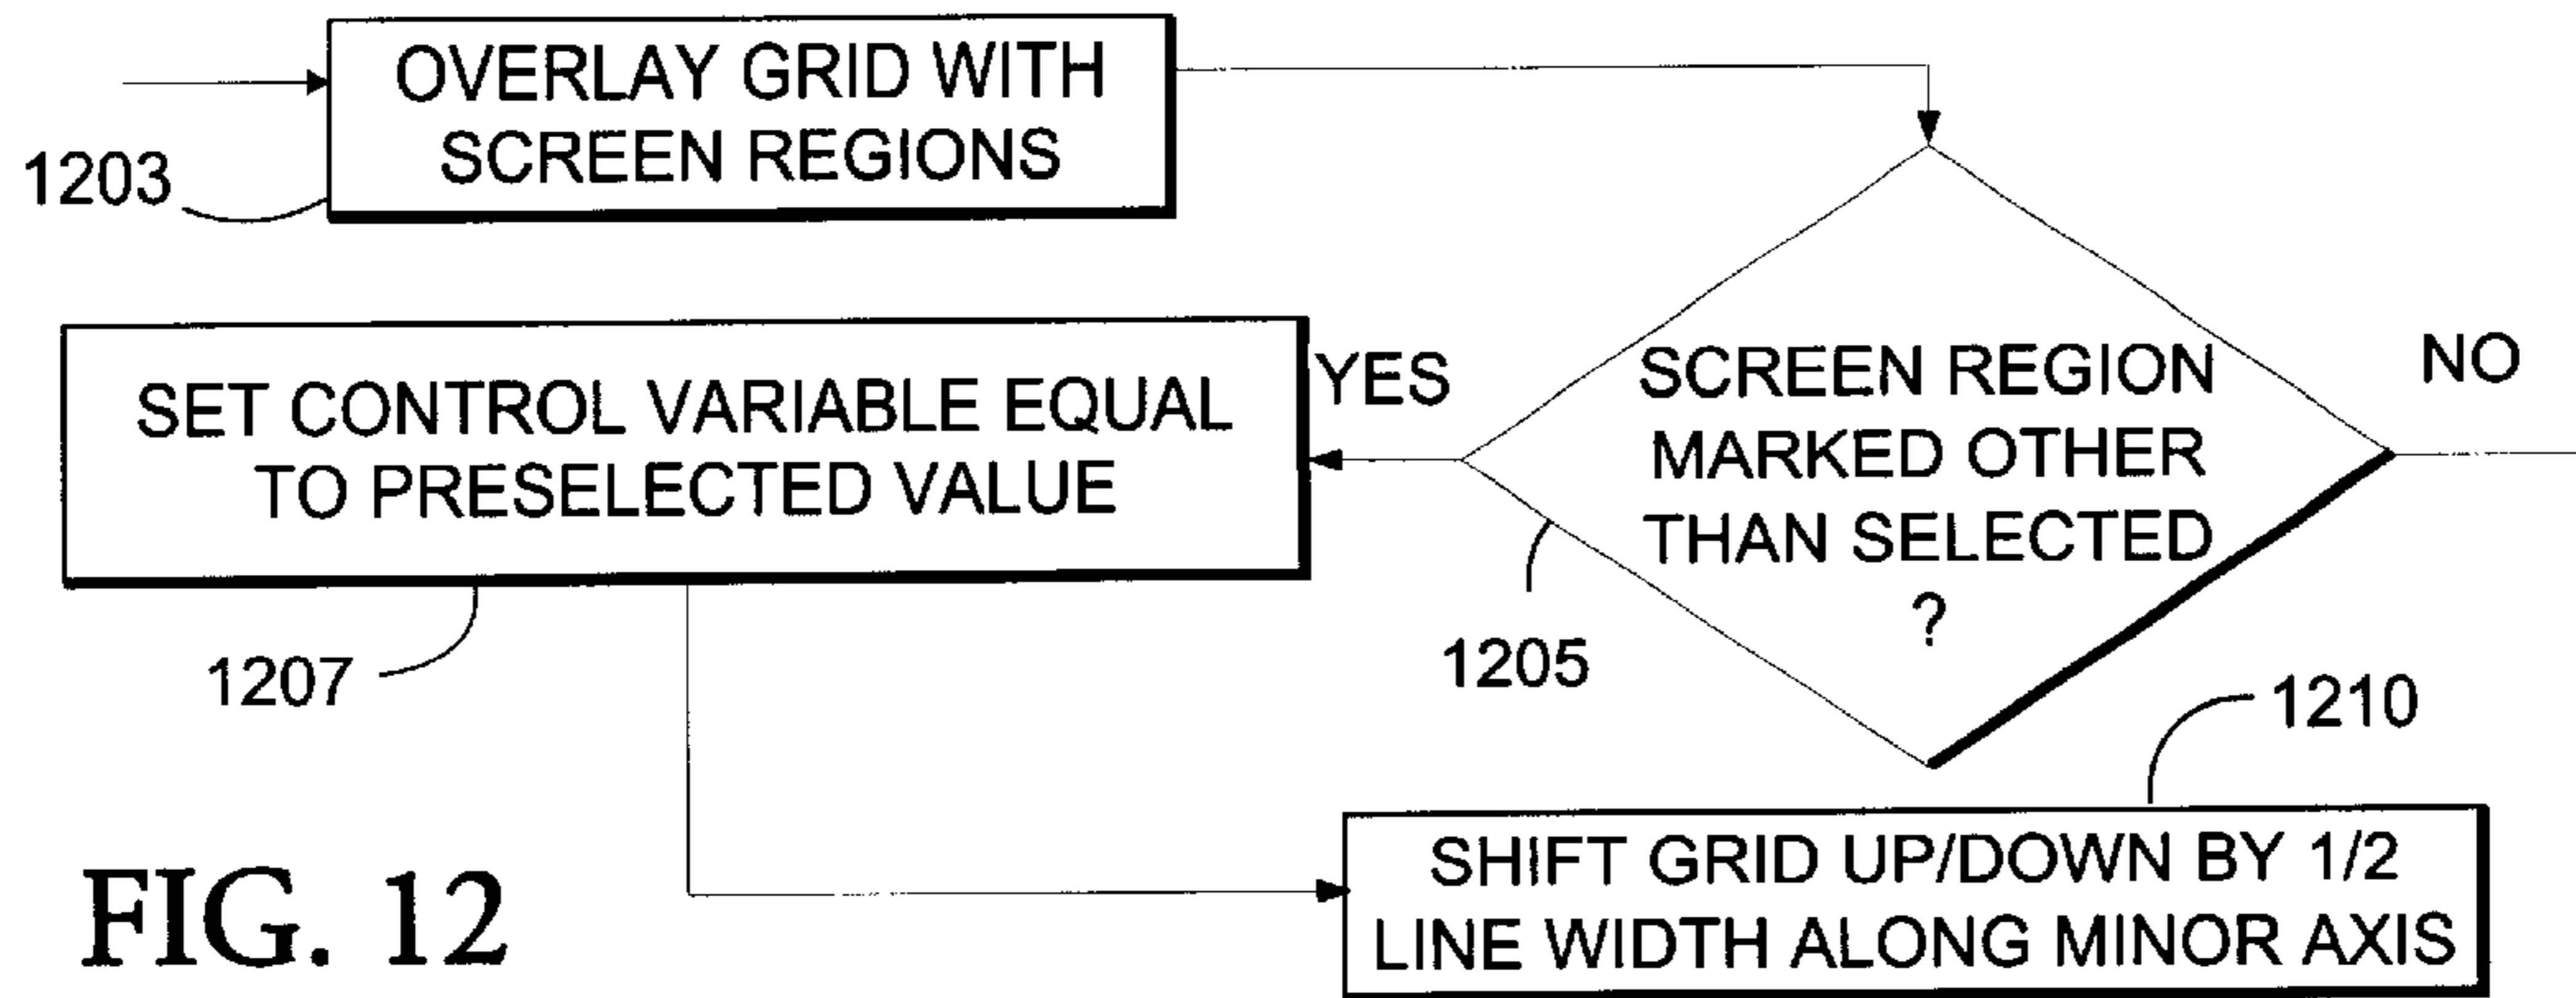 OVERLAY GRID WITH
SCREEN REGIONS
1203
SCREEN REGION
MARKED OTHER
THAN SELECTED
?
YES
NO
1205
SET CONTROL VARIABLE EQUAL
TO PRESELECTED VALUE
1207
1210
SHIFT GRID UP/DOWN BY 1/2
LINE WIDTH ALONG MINOR AXIS
FIG. 12